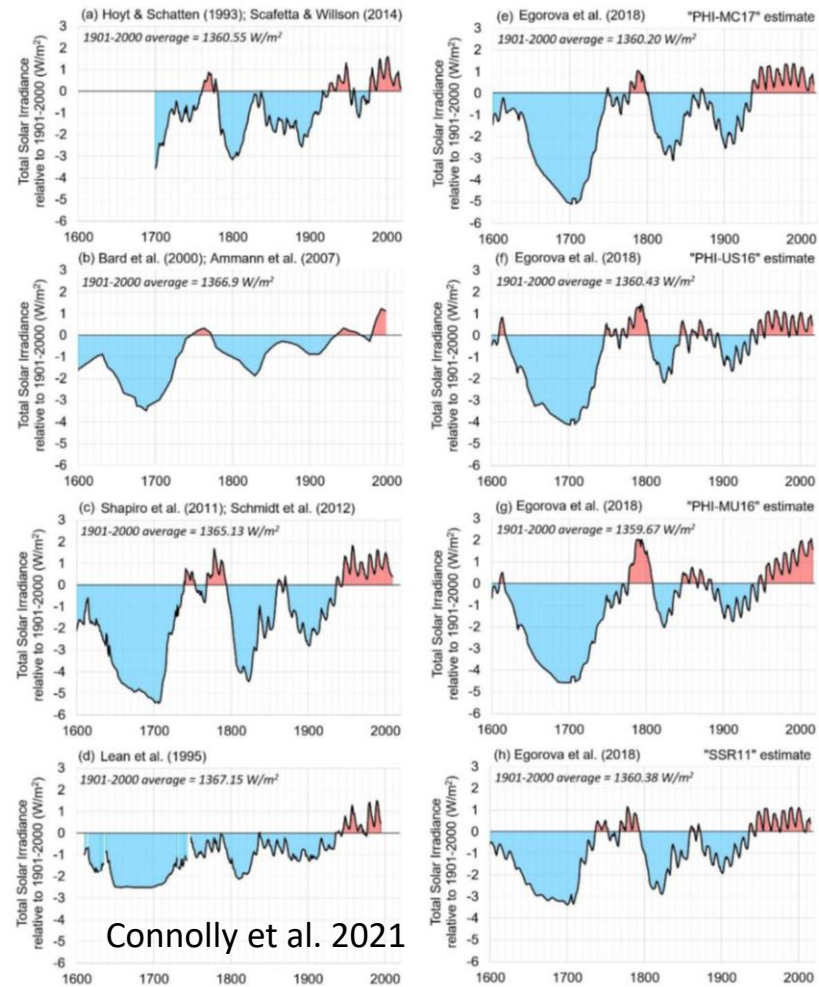 (a) Hoyt & Schatten (1993); Scafetta & Willson (2014)
1901-2000 average = 1360.55 W/m²
Total Solar Irradiance
relative to 1901-2000 (W/m²)
3
2
1
0
-1
-2
-3
-4
-5
-6
1600 1700 1800 1900 2000
(b) Bard et al. (2000); Ammann et al. (2007)
1901-2000 average = 1366.9 W/m²
Total Solar Irradiance
relative to 1901-2000 (W/m²)
3
2
1
0
-1
-2
-3
-4
-5
-6
1600 1700 1800 1900 2000
(c) Shapiro et al. (2011); Schmidt et al. (2012)
1901-2000 average = 1365.13 W/m²
Total Solar Irradiance
relative to 1901-2000 (W/m²)
3
2
1
0
-1
-2
-3
-4
-5
-6
1600 1700 1800 1900 2000
(d) Lean et al. (1995)
1901-2000 average = 1367.15 W/m²
Total Solar Irradiance
relative to 1901-2000 (W/m²)
3
2
1
0
-1
-2
-3
-4
-5
-6
1600 1700 1800 1900 2000
Connolly et al. 2021
(e) Egorova et al. (2018) "PHI-MC17" estimate
1901-2000 average = 1360.20 W/m²
Total Solar Irradiance
relative to 1901-2000 (W/m²)
3
2
1
0
-1
-2
-3
-4
-5
-6
1600 1700 1800 1900 2000
(f) Egorova et al. (2018) "PHI-US16" estimate
1901-2000 average = 1360.43 W/m²
Total Solar Irradiance
relative to 1901-2000 (W/m²)
3
2
1
0
-1
-2
-3
-4
-5
-6
1600 1700 1800 1900 2000
(g) Egorova et al. (2018) "PHI-MU16" estimate
1901-2000 average = 1359.67 W/m²
Total Solar Irradiance
relative to 1901-2000 (W/m²)
3
2
1
0
-1
-2
-3
-4
-5
-6
1600 1700 1800 1900 2000
(h) Egorova et al. (2018) "SSR11" estimate
1901-2000 average = 1360.38 W/m²
Total Solar Irradiance
relative to 1901-2000 (W/m²)
3
2
1
0
-1
-2
-3
-4
-5
-6
1600 1700 1800 1900 2000